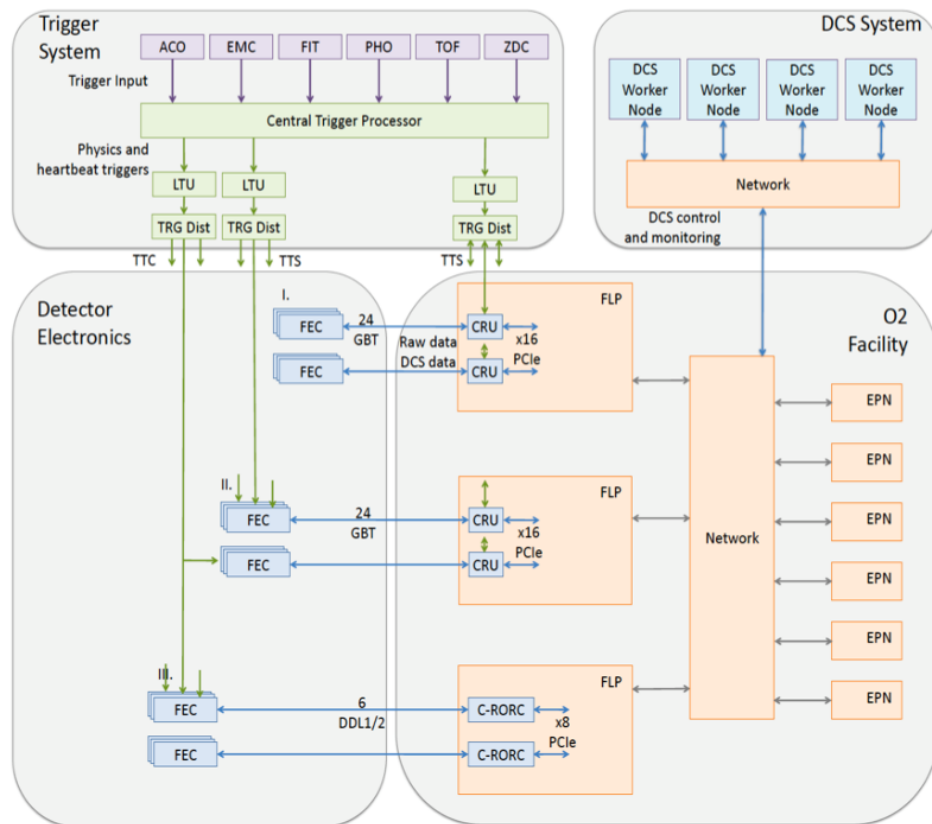 Trigger
System
ACO
EMC
FIT
PHO
TOF
ZDC
Trigger Input
Central Trigger Processor
Physics and
heartbeat triggers
LTU
LTU
LTU
TRG Dist
TRG Dist
TRG Dist
TTC
TTS
TTS
DCS System
DCS
Worker
Node
DCS
Worker
Node
DCS
Worker
Node
DCS
Worker
Node
Network
DCS control
and monitoring
Detector
Electronics
I.
FEC
24
GBT
FEC
II.
FEC
24
GBT
FEC
III.
FEC
6
DDL1/2
FEC
O2
Facility
FLP
Raw data
DCS data
CRU
x16
PCIe
CRU
FLP
CRU
x16
PCIe
CRU
FLP
C-RORC
x8
PCIe
C-RORC
Network
EPN
EPN
EPN
EPN
EPN
EPN